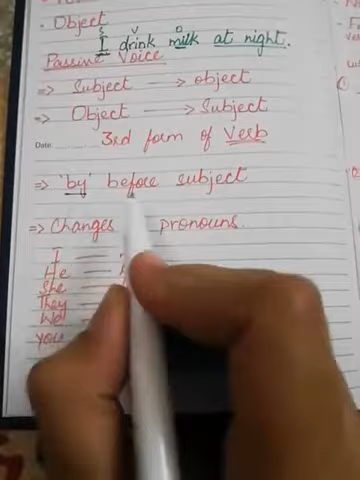 · Object
S V O
I drink milk at night.
Passive Voice
=> Subject —> object
=> Object —> Subject
Date: 3rd form of Verb
=> 'by' before subject
=> Changes pronouns.
I —
He —
She —
They
We
you